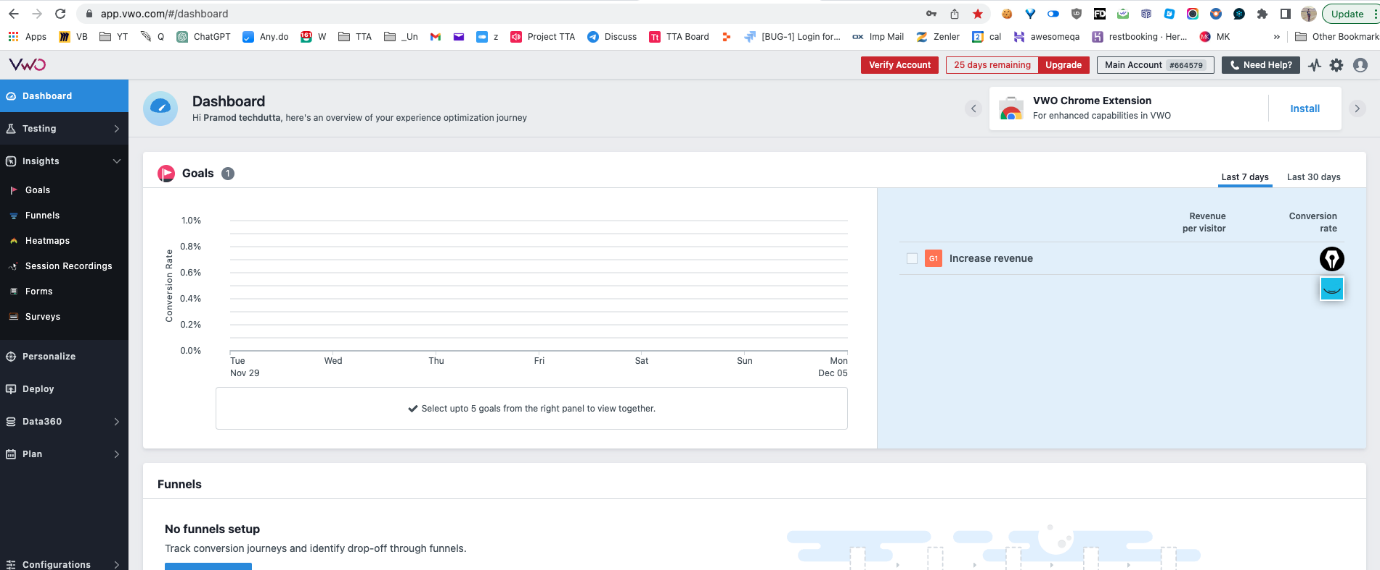 app.vwo.com/#/dashboard
Update
Apps VB YT Q ChatGPT Any.do W TTA _Un M z Project TTA Discuss TTA Board [BUG-1] Login for... Imp Mail Zenler cal awesomeqa restbooking · Her... MK » Other Bookmark
VWO
Verify Account 25 days remaining Upgrade Main Account #664579 Need Help?
Dashboard
Testing
Insights
Goals
Funnels
Heatmaps
Session Recordings
Forms
Surveys
Personalize
Deploy
Data360
Plan
Configurations
Dashboard
Hi Pramod techdutta, here's an overview of your experience optimization journey
VWO Chrome Extension
For enhanced capabilities in VWO
Install
Goals 1
Last 7 days Last 30 days
Conversion Rate
1.0%
0.8%
0.6%
0.4%
0.2%
0.0%
Tue Wed Thu Fri Sat Sun Mon
Nov 29 Dec 05
Select upto 5 goals from the right panel to view together.
Revenue Conversion
per visitor rate
G1 Increase revenue
Funnels
No funnels setup
Track conversion journeys and identify drop-off through funnels.